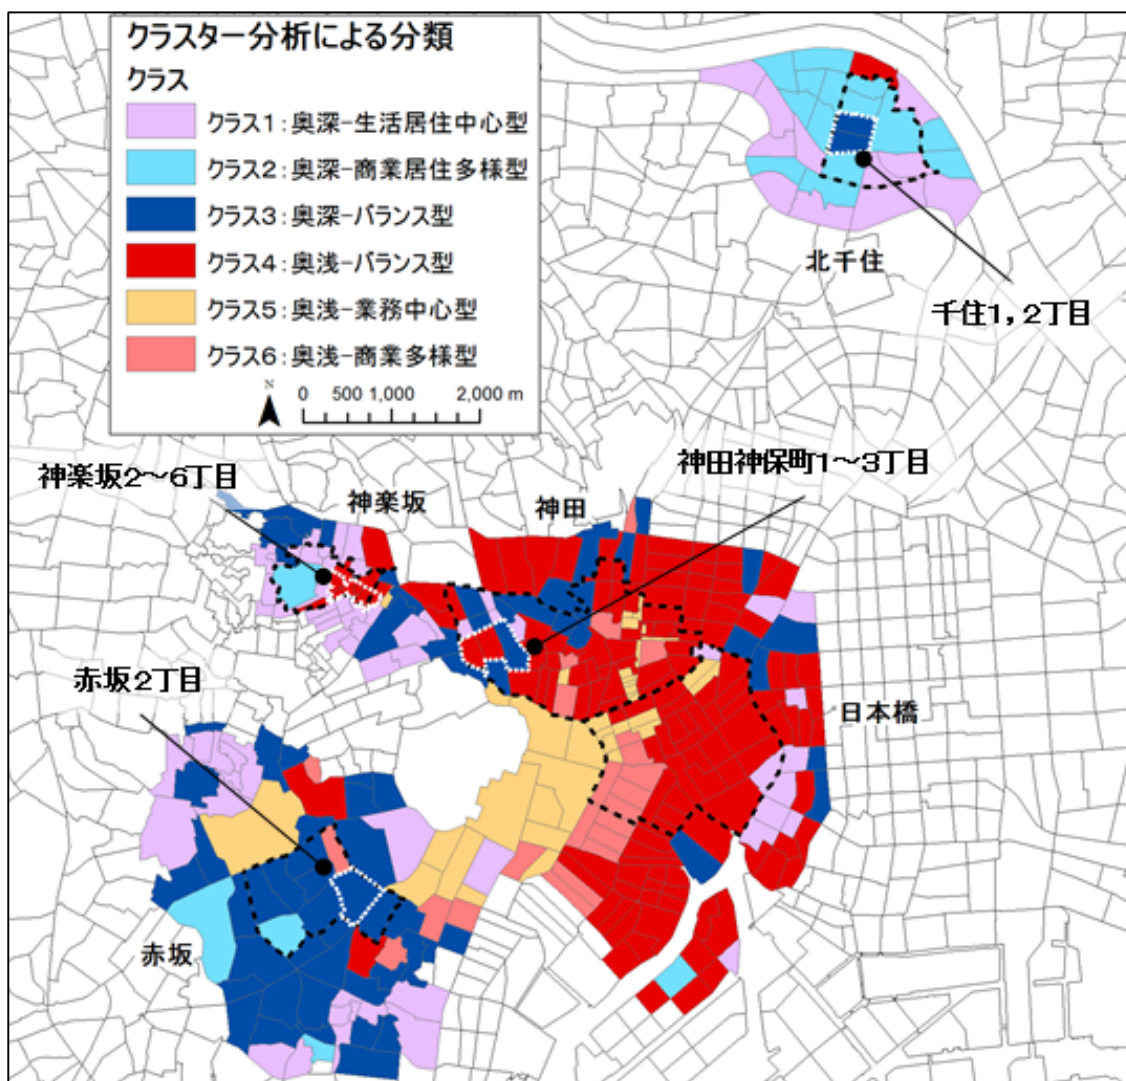 クラスター分析による分類
クラス
クラス1：奥深－生活居住中心型
クラス2：奥深－商業居住多様型
クラス3：奥深－バランス型
クラス4：奥浅－バランス型
クラス5：奥浅－業務中心型
クラス6：奥浅－商業多様型
N
0 500 1,000 2,000 m
北千住
千住1，2丁目
神田神保町1～3丁目
神楽坂2～6丁目
神楽坂
神田
赤坂2丁目
日本橋
赤坂